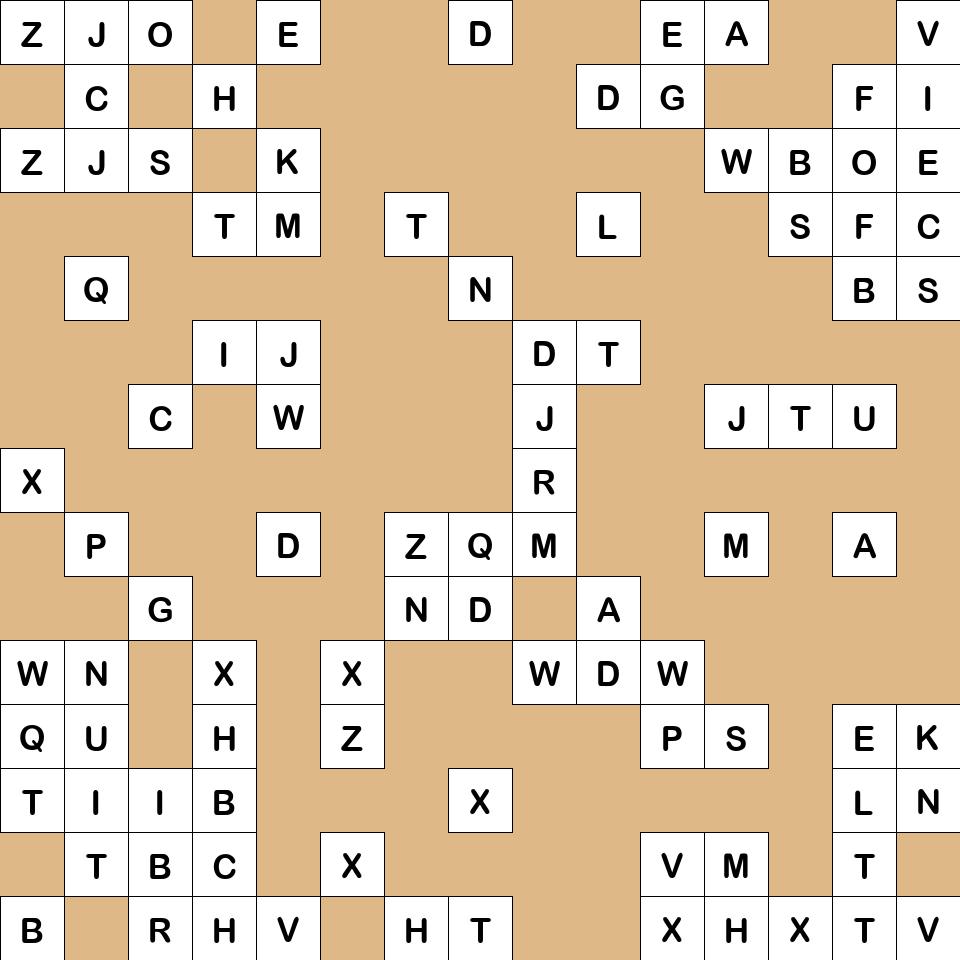 Z J O E D E A V
C H D G F I
Z J S K W B O E
T M T L S F C
Q N B S
I J D T
C W J J T U
X R
P D Z Q M M A
G N D A
W N X X W D W
Q U H Z P S E K
T I I B X L N
T B C X V M T
B R H V H T X H X T V